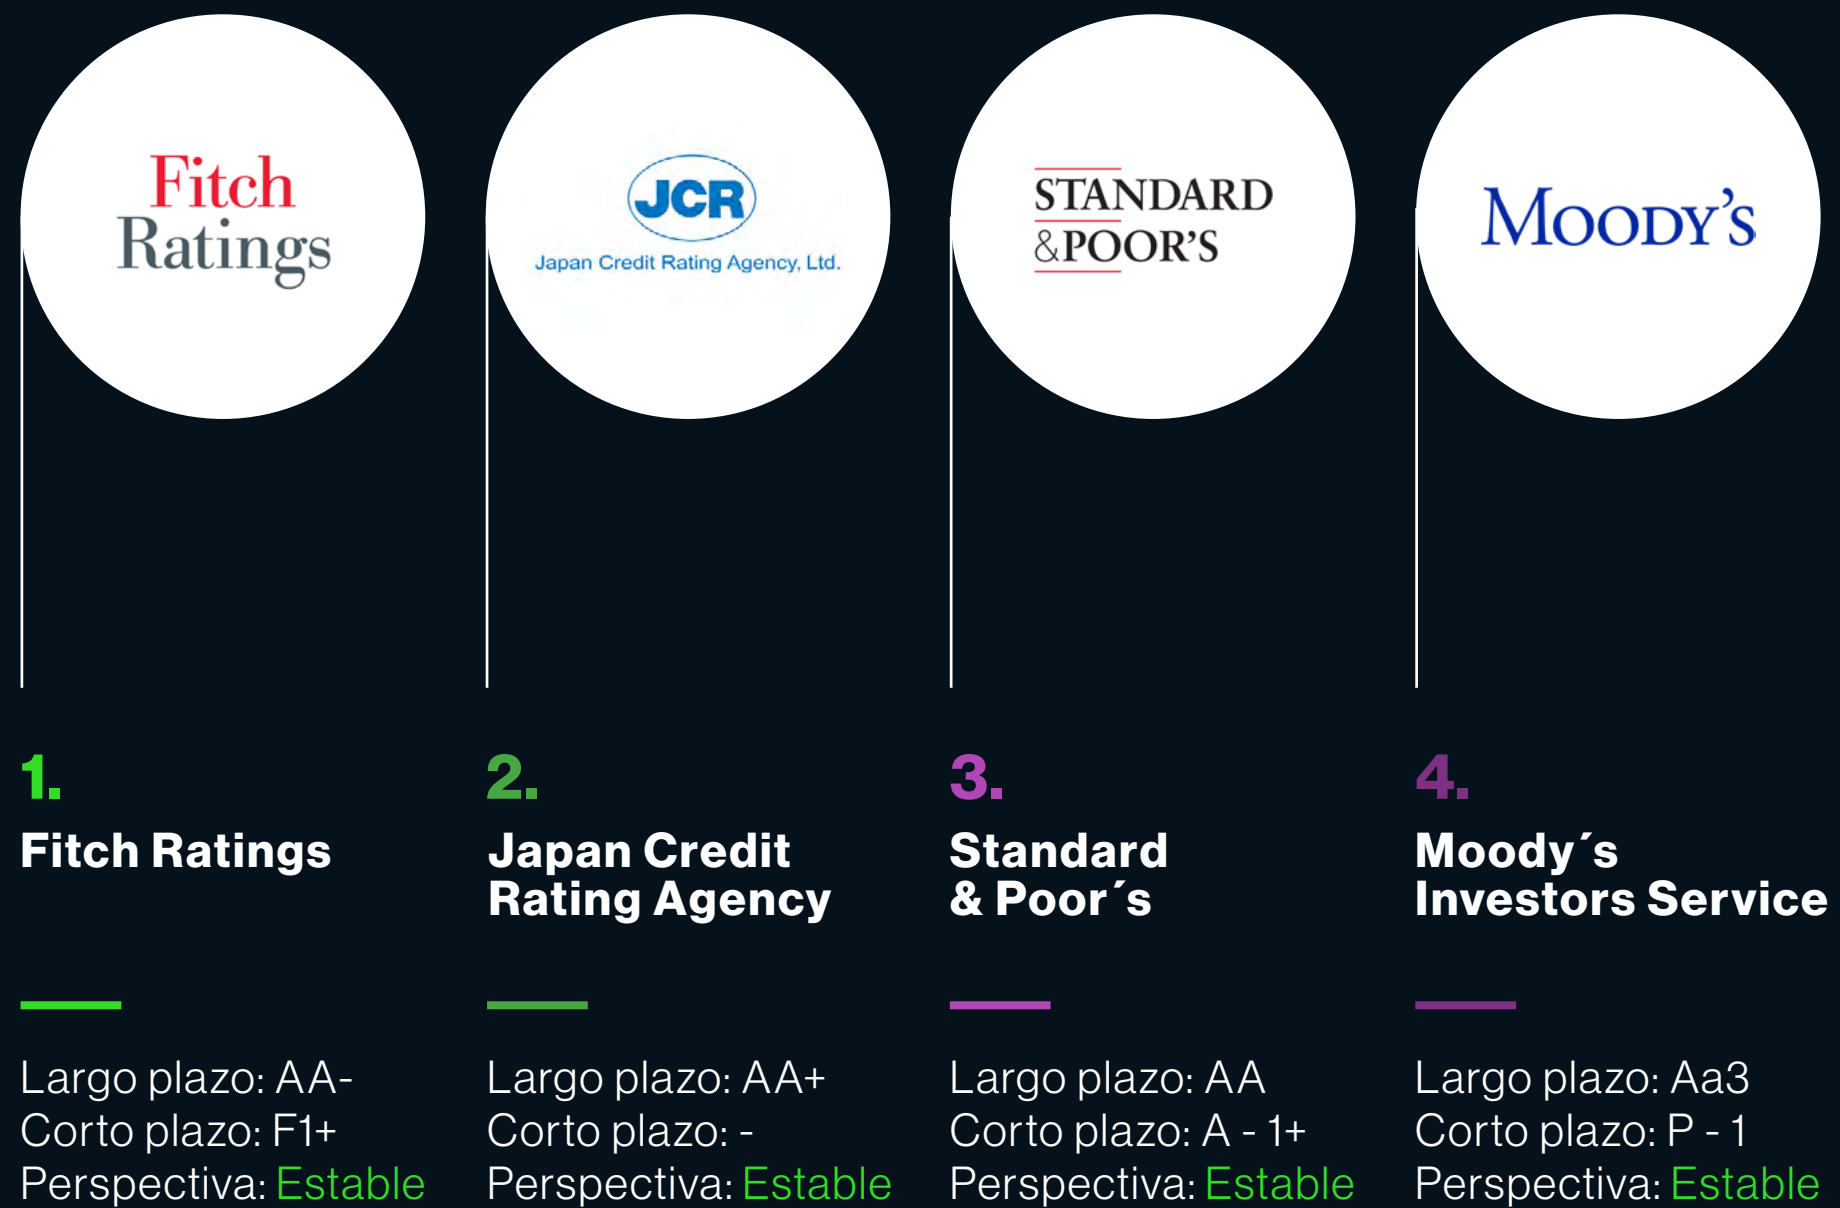 Fitch
Ratings
JCR
Japan Credit Rating Agency, Ltd.
STANDARD
&POOR'S
MOODY'S
1.
Fitch Ratings
Largo plazo: AA-
Corto plazo: F1+
Perspectiva: Estable
2.
Japan Credit
Rating Agency
Largo plazo: AA+
Corto plazo: -
Perspectiva: Estable
3.
Standard
& Poor´s
Largo plazo: AA
Corto plazo: A - 1+
Perspectiva: Estable
4.
Moody´s
Investors Service
Largo plazo: Aa3
Corto plazo: P - 1
Perspectiva: Estable